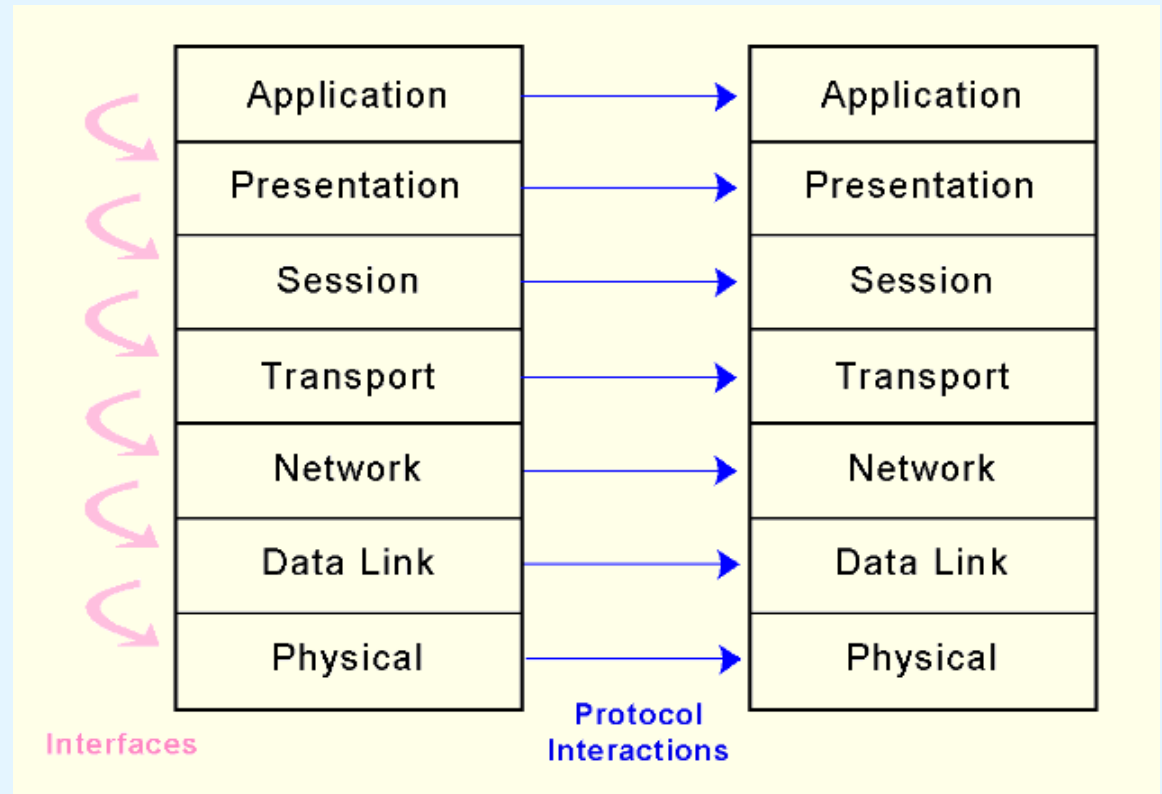 Application
Application
Presentation
Presentation
Session
Session
Transport
Transport
Network
Network
Data Link
Data Link
Physical
Physical
Interfaces
Protocol
Interactions